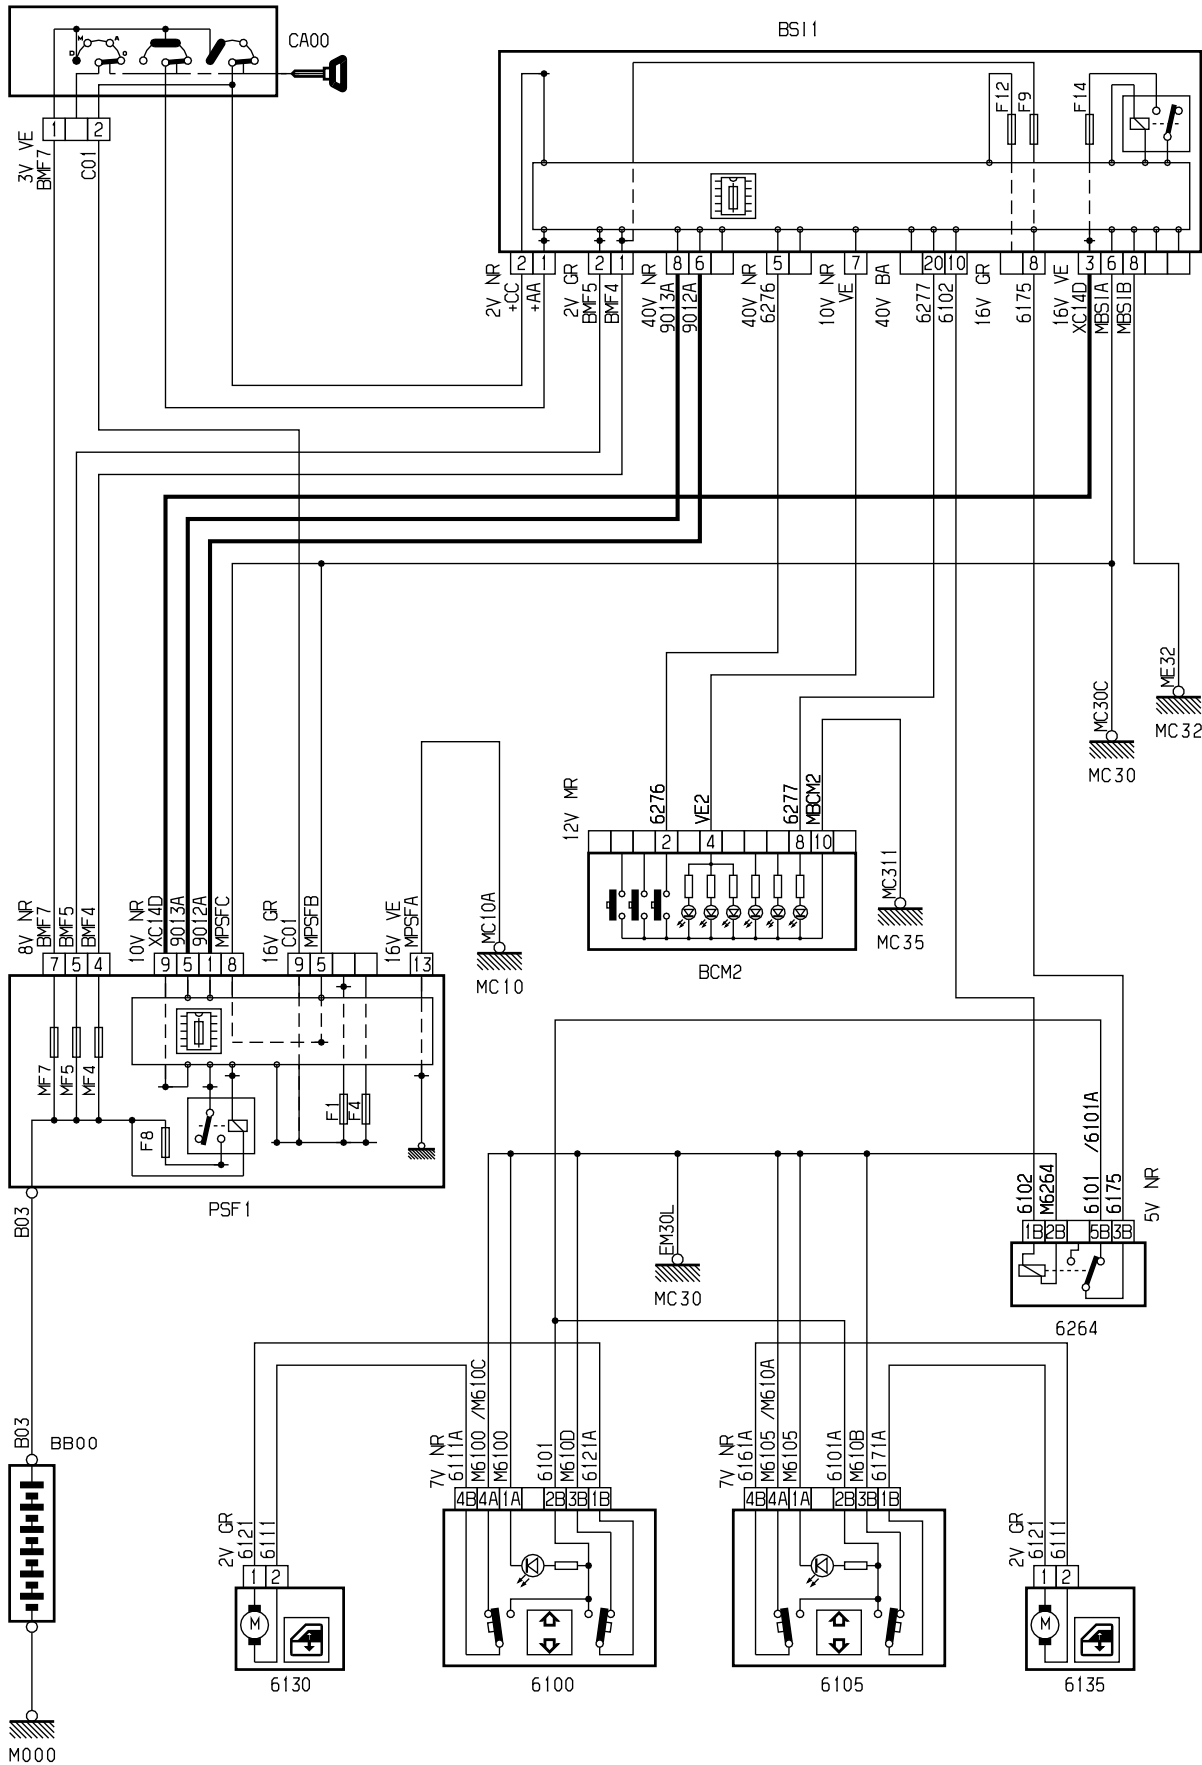 CA00
M
A
D
0
1
2
3V VE
BMF7
C01
BSI1
F12
F9
F14
2
1
2
1
8
6
5
7
20
10
8
3
6
8
2V NR
+CC
+AA
2V GR
BMF5
BMF4
40V NR
9013A
9012A
40V NR
6276
10V NR
VE
40V BA
6277
6102
16V GR
6175
16V VE
XC14D
MBSIA
MBSIB
ME32
MC32
MC30C
MC30
12V MR
6276
VE2
6277
MBCM2
2
4
8
10
BCM2
MC311
MC35
8V NR
BMF7
BMF5
BMF4
10V NR
XC14D
9013A
9012A
MPSFC
16V GR
C01
MPSFB
16V VE
MPSFA
MC10A
MC10
7
5
4
9
5
1
8
9
5
13
MF7
MF5
MF4
F8
F1
F4
PSF1
B03
B03
BB00
M000
EM30L
MC30
6102
M6264
6101
/6101A
6175
5V NR
1B
2B
5B
3B
6264
7V NR
6111A
M6100
/M610C
M6100
6101
M610D
6121A
4B
4A
1A
2B
3B
1B
6100
7V NR
6161A
M6105
/M610A
M6105
6101A
M610B
6171A
4B
4A
1A
2B
3B
1B
6105
2V GR
6121
6111
1
2
M
6130
2V GR
6121
6111
1
2
M
6135